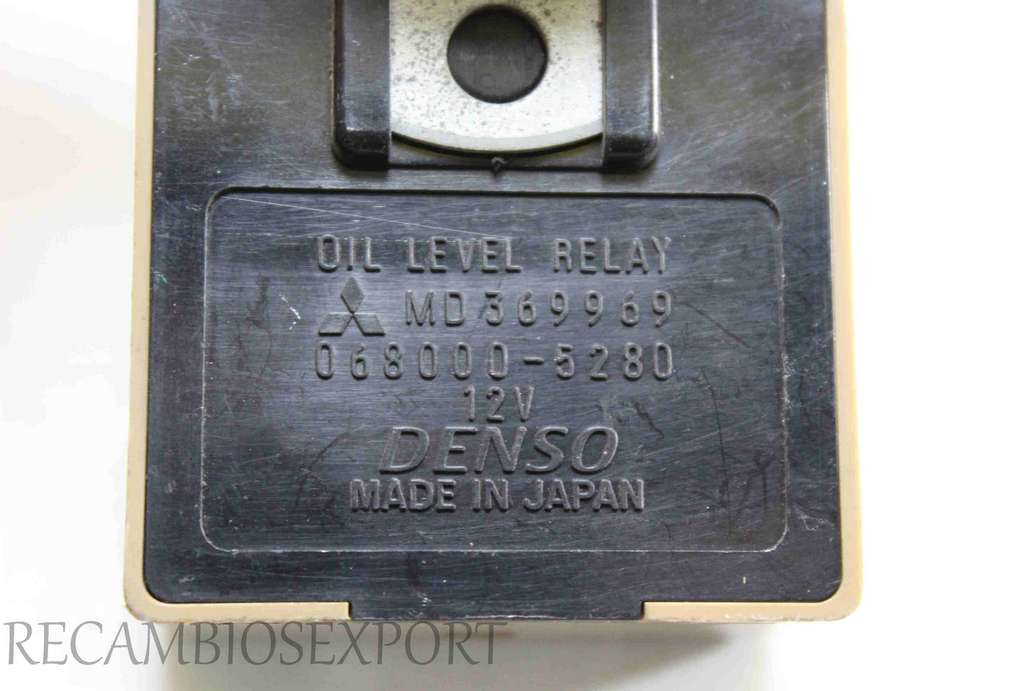 OIL LEVEL RELAY
MD369969
068000-5280
12V
DENSO
MADE IN JAPAN
RECAMBIOSEXPORT